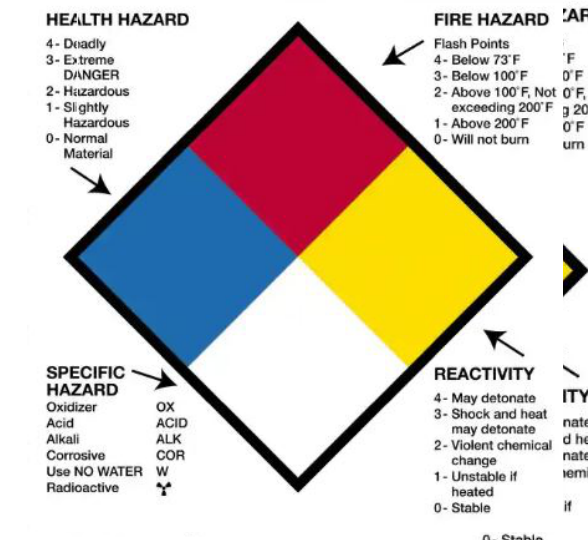 HEALTH HAZARD
4- Deadly
3- Extreme
DANGER
2- Hazardous
1- Slightly
Hazardous
0- Normal
Material
FIRE HAZARD
Flash Points
4- Below 73°F
3- Below 100°F
2- Above 100°F, Not
exceeding 200°F
1- Above 200°F
0- Will not burn
SPECIFIC
HAZARD
Oxidizer OX
Acid ACID
Alkali ALK
Corrosive COR
Use NO WATER W
Radioactive
REACTIVITY
4- May detonate
3- Shock and heat
may detonate
2- Violent chemical
change
1- Unstable if
heated
0- Stable
0- Stable